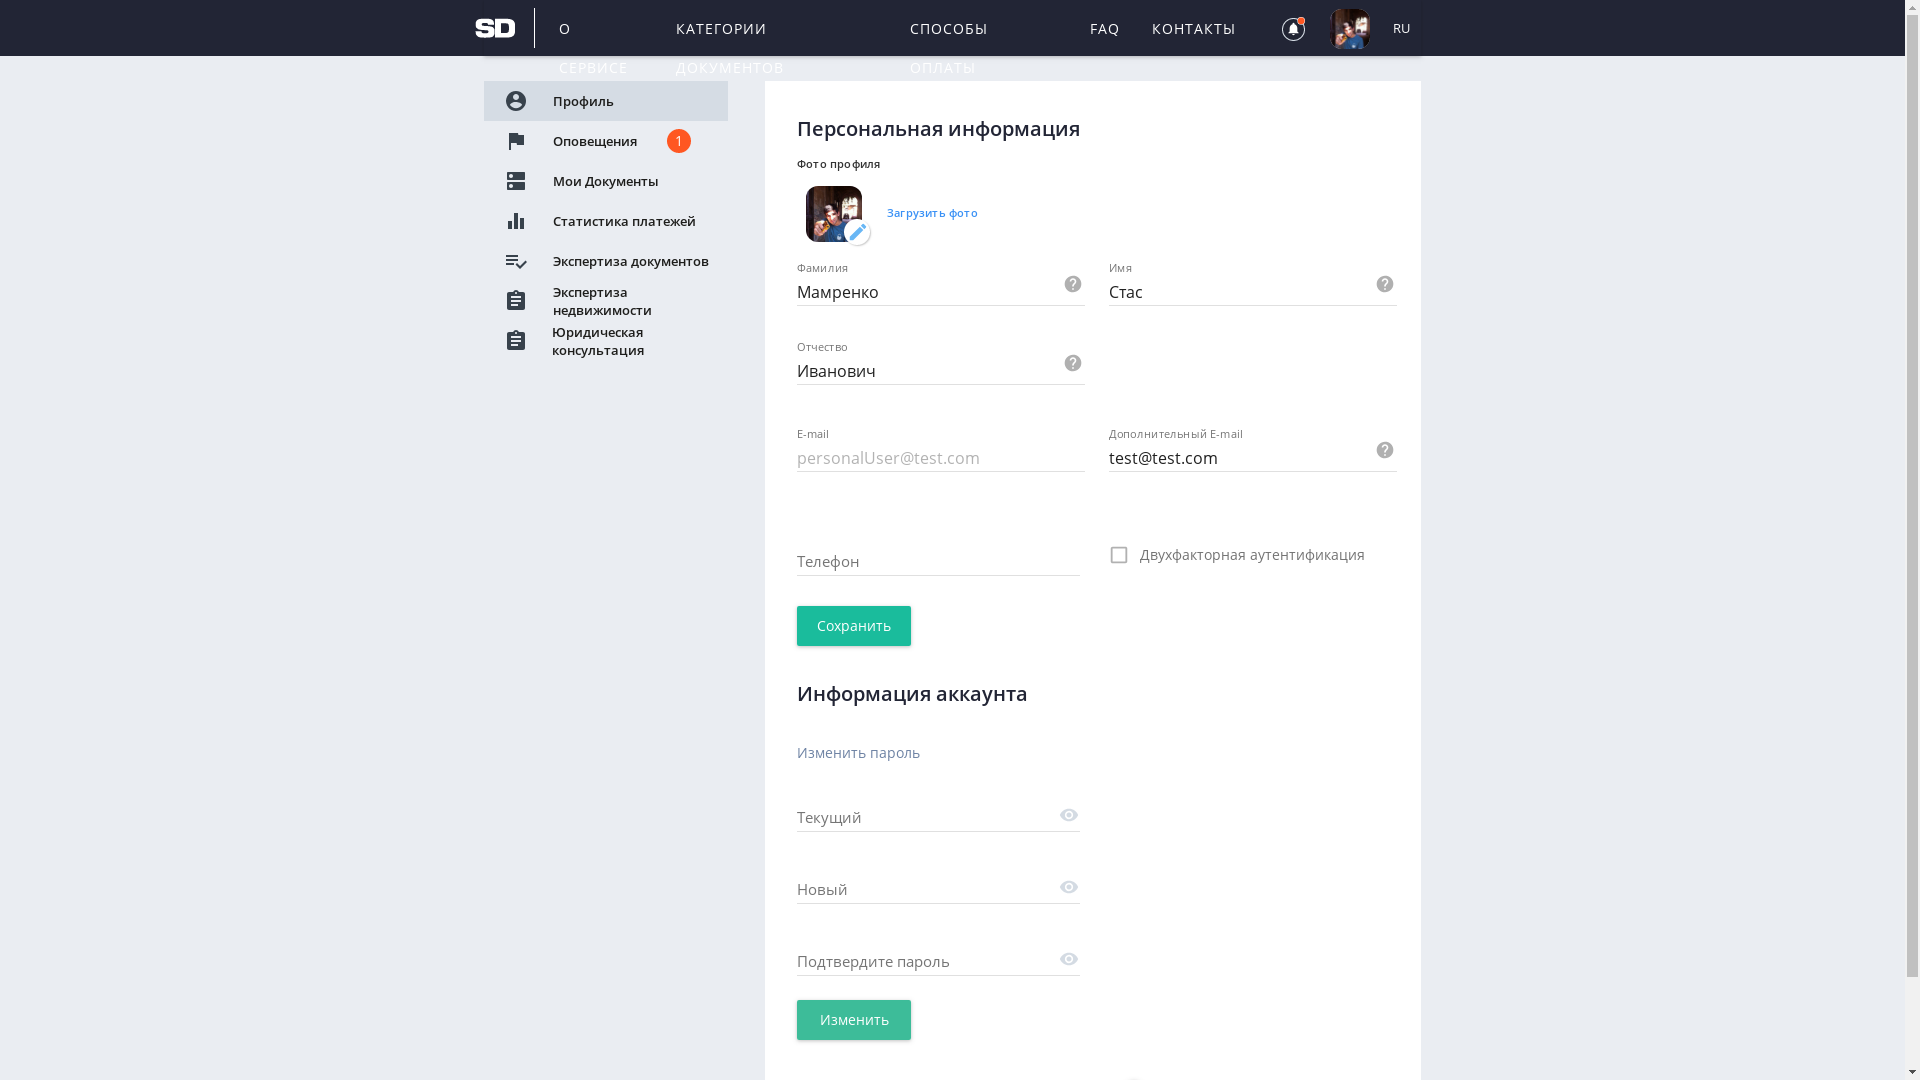 SD
О СЕРВИСЕ
КАТЕГОРИИ ДОКУМЕНТОВ
СПОСОБЫ ОПЛАТЫ
FAQ
КОНТАКТЫ
RU
Профиль
Оповещения 1
Мои Документы
Статистика платежей
Экспертиза документов
Экспертиза
недвижимости
Юридическая
консультация
Персональная информация
Фото профиля
Загрузить фото
Фамилия
Мамренко
Имя
Стас
Отчество
Иванович
E-mail
personalUser@test.com
Дополнительный E-mail
test@test.com
Телефон
Двухфакторная аутентификация
Сохранить
Информация аккаунта
Изменить пароль
Текущий
Новый
Подтвердите пароль
Изменить